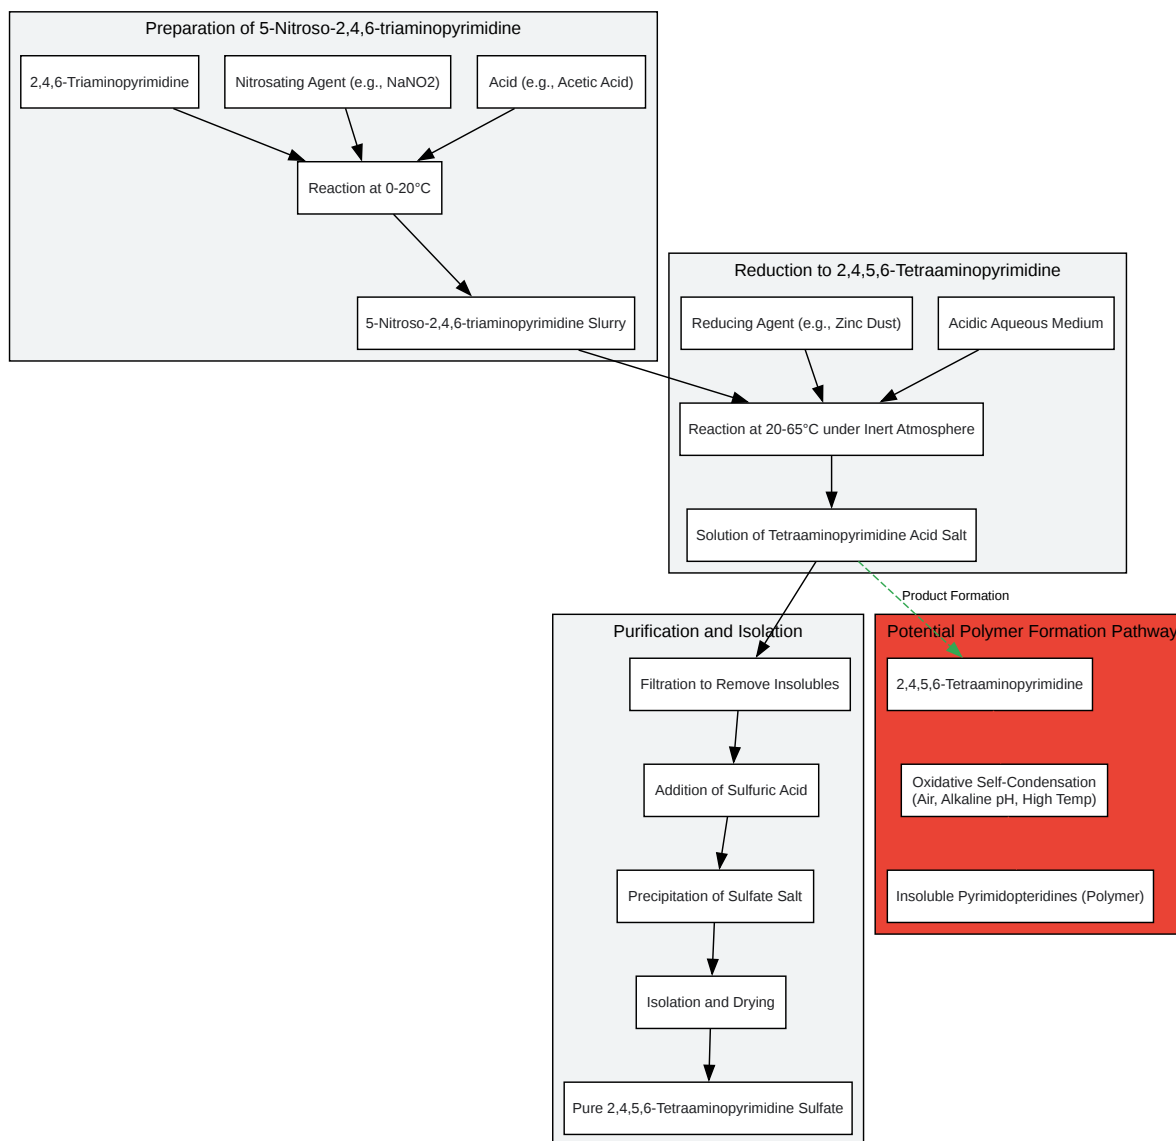 Preparation of 5-Nitroso-2,4,6-triaminopyrimidine
2,4,6-Triaminopyrimidine
Nitrosating Agent (e.g., NaNO2)
Acid (e.g., Acetic Acid)
Reaction at 0-20°C
5-Nitroso-2,4,6-triaminopyrimidine Slurry
Reduction to 2,4,5,6-Tetraaminopyrimidine
Reducing Agent (e.g., Zinc Dust)
Acidic Aqueous Medium
Reaction at 20-65°C under Inert Atmosphere
Solution of Tetraaminopyrimidine Acid Salt
Product Formation
Purification and Isolation
Filtration to Remove Insolubles
Addition of Sulfuric Acid
Precipitation of Sulfate Salt
Isolation and Drying
Pure 2,4,5,6-Tetraaminopyrimidine Sulfate
Potential Polymer Formation Pathway
2,4,5,6-Tetraaminopyrimidine
Oxidative Self-Condensation
(Air, Alkaline pH, High Temp)
Insoluble Pyrimidopteridines (Polymer)